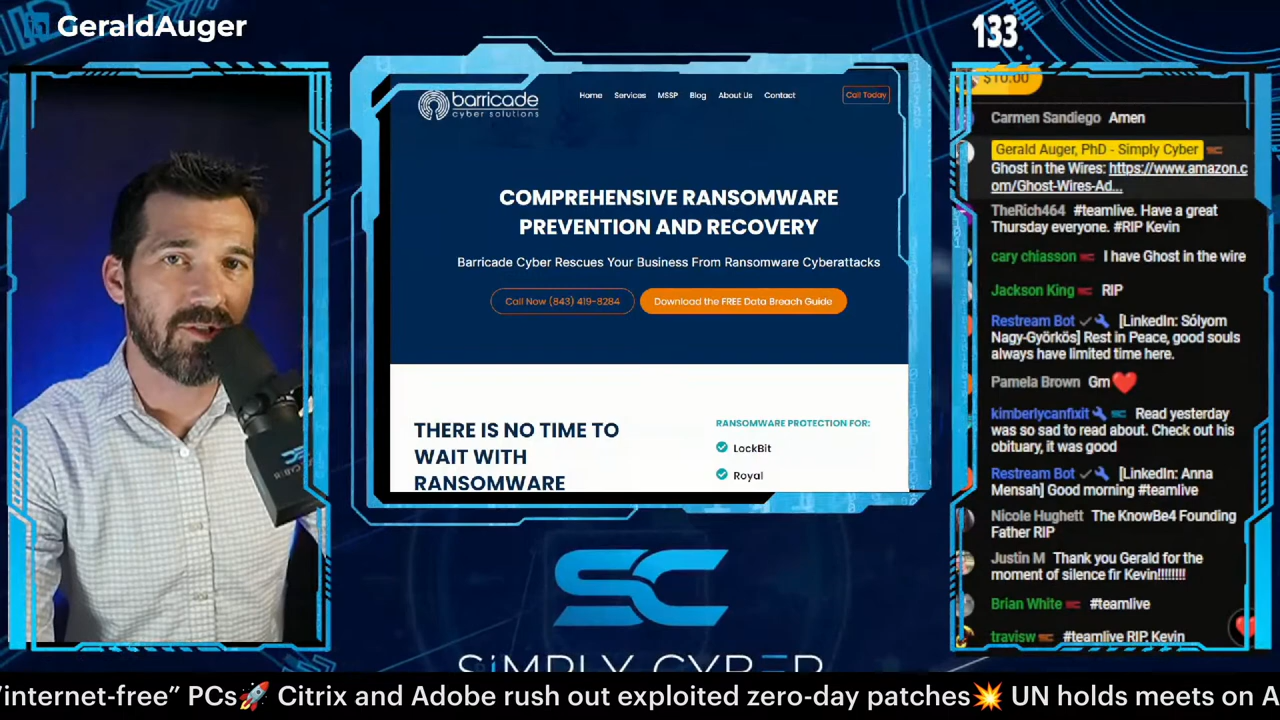 in GeraldAuger
133
barricade
cyber solutions
Home Services MSSP Blog About Us Contact
Call Today
COMPREHENSIVE RANSOMWARE
PREVENTION AND RECOVERY
Barricade Cyber Rescues Your Business From Ransomware Cyberattacks
Call Now (843) 419-8284
Download the FREE Data Breach Guide
THERE IS NO TIME TO
WAIT WITH
RANSOMWARE
RANSOMWARE PROTECTION FOR:
LockBit
Royal
SC
SIMPLY CYBER
$10.00
Carmen Sandiego Amen
Gerald Auger, PhD - Simply Cyber
Ghost in the Wires: https://www.amazon.c
om/Ghost-Wires-Ad...
TheRich464 #teamlive. Have a great
Thursday everyone. #RIP Kevin
cary chiasson I have Ghost in the wire
Jackson King RIP
Restream Bot [LinkedIn: Sólyom
Nagy-Györkös] Rest in Peace, good souls
always have limited time here.
Pamela Brown Gm❤️
kimberlycanfixit Read yesterday
was so sad to read about. Check out his
obituary, it was good
Restream Bot [LinkedIn: Anna
Mensah] Good morning #teamlive
Nicole Hughett The KnowBe4 Founding
Father RIP
Justin M Thank you Gerald for the
moment of silence fir Kevin!!!!!!!!
Brian White #teamlive
travisw #teamlive RIP Kevin
"internet-free" PCs🚀 Citrix and Adobe rush out exploited zero-day patches💥 UN holds meets on A